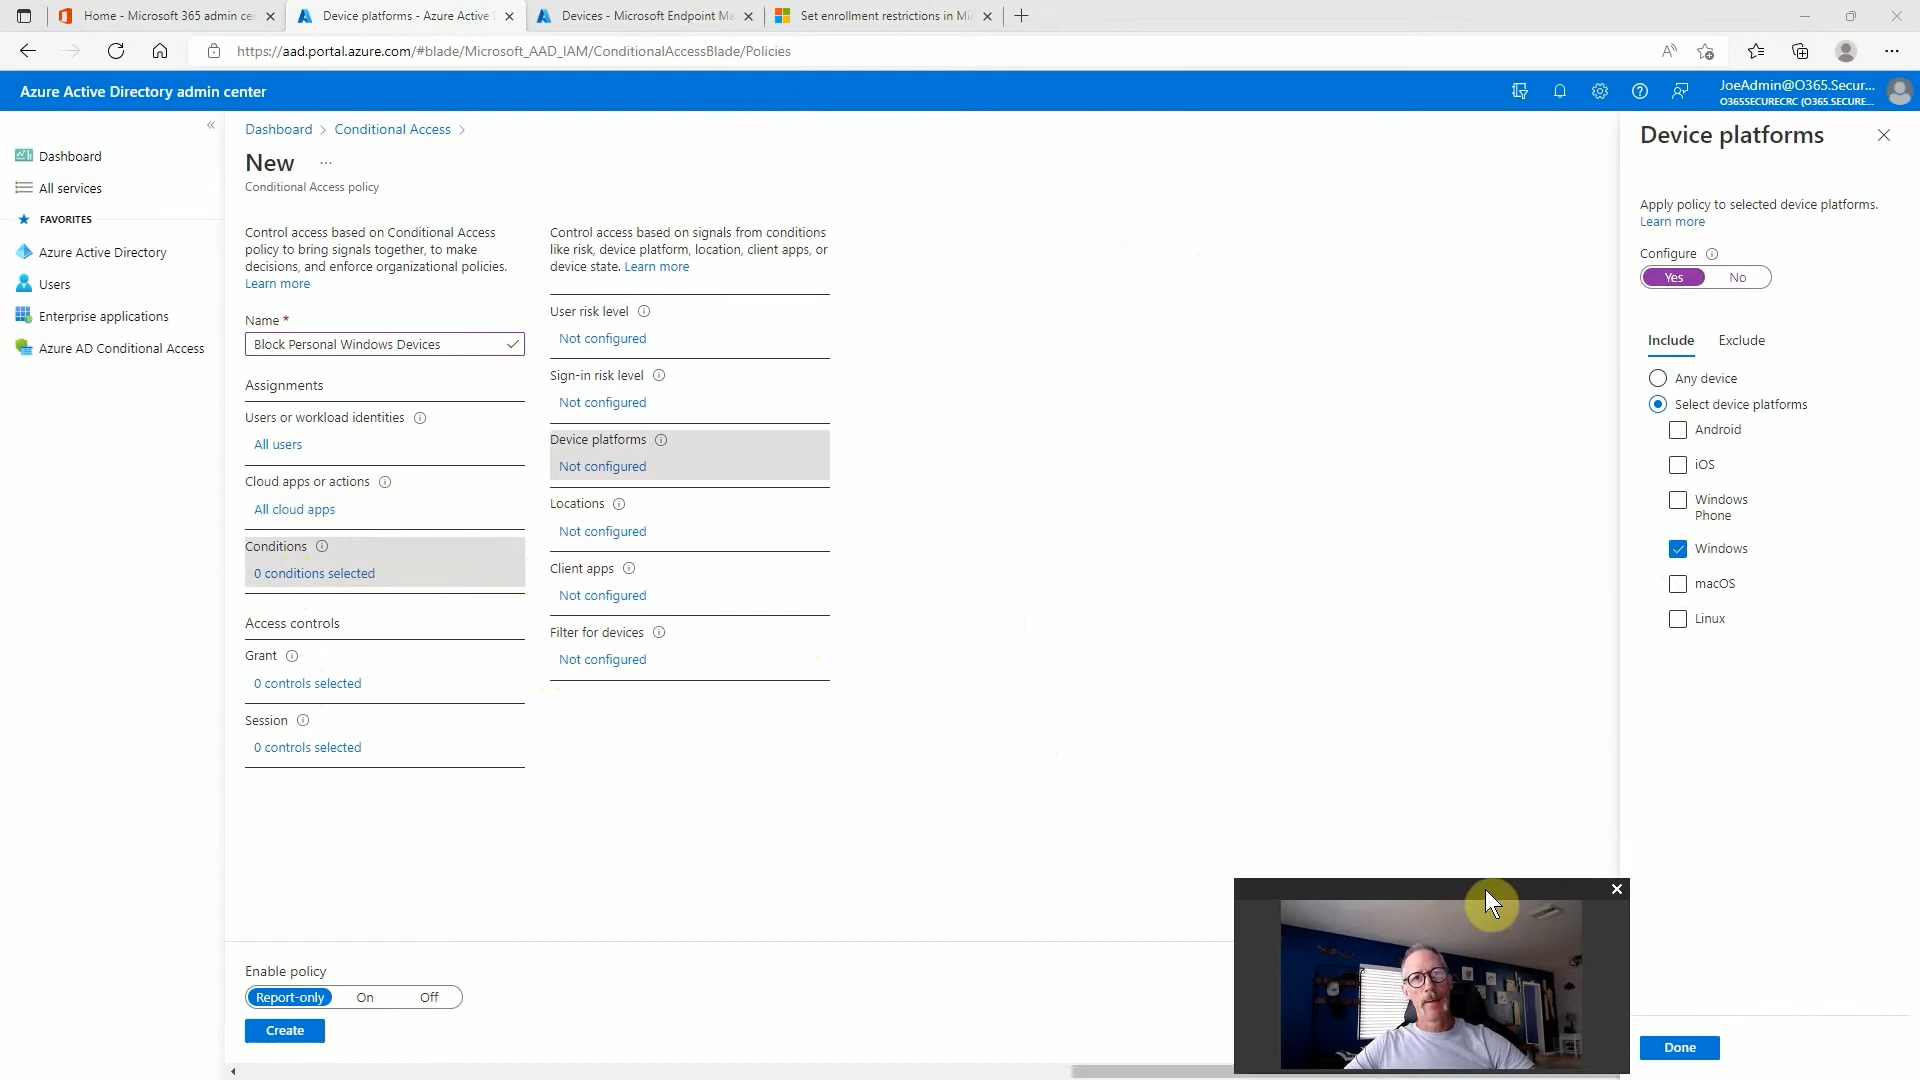 Home - Microsoft 365 admin ce
Device platforms - Azure Active
Devices - Microsoft Endpoint Ma
Set enrollment restrictions in Mi
https://aad.portal.azure.com/#blade/Microsoft_AAD_IAM/ConditionalAccessBlade/Policies
Azure Active Directory admin center
JoeAdmin@O365.Secur...
O365SECURECRC (O365.SECURE...
Dashboard
All services
FAVORITES
Azure Active Directory
Users
Enterprise applications
Azure AD Conditional Access
Dashboard > Conditional Access >
New ...
Conditional Access policy
Control access based on Conditional Access
policy to bring signals together, to make
decisions, and enforce organizational policies.
Learn more
Name *
Block Personal Windows Devices
Assignments
Users or workload identities
All users
Cloud apps or actions
All cloud apps
Conditions
0 conditions selected
Access controls
Grant
0 controls selected
Session
0 controls selected
Control access based on signals from conditions
like risk, device platform, location, client apps, or
device state. Learn more
User risk level
Not configured
Sign-in risk level
Not configured
Device platforms
Not configured
Locations
Not configured
Client apps
Not configured
Filter for devices
Not configured
Enable policy
Report-only On Off
Create
Device platforms
Apply policy to selected device platforms.
Learn more
Configure
Yes No
Include Exclude
Any device
Select device platforms
Android
iOS
Windows
Phone
Windows
macOS
Linux
Done